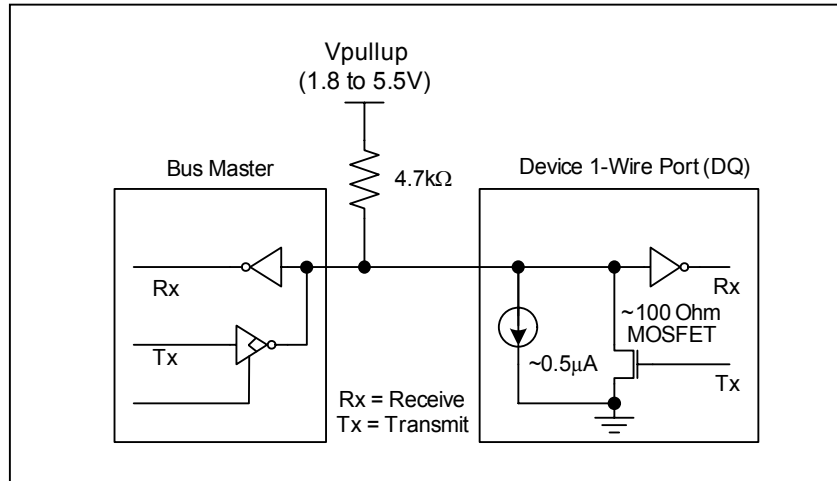 Vpullup
(1.8 to 5.5V)
Bus Master
4.7kΩ
Device 1-Wire Port (DQ)
Rx
Rx
~100 Ohm
MOSFET
Tx
~0.5μA
Tx
Rx = Receive
Tx = Transmit